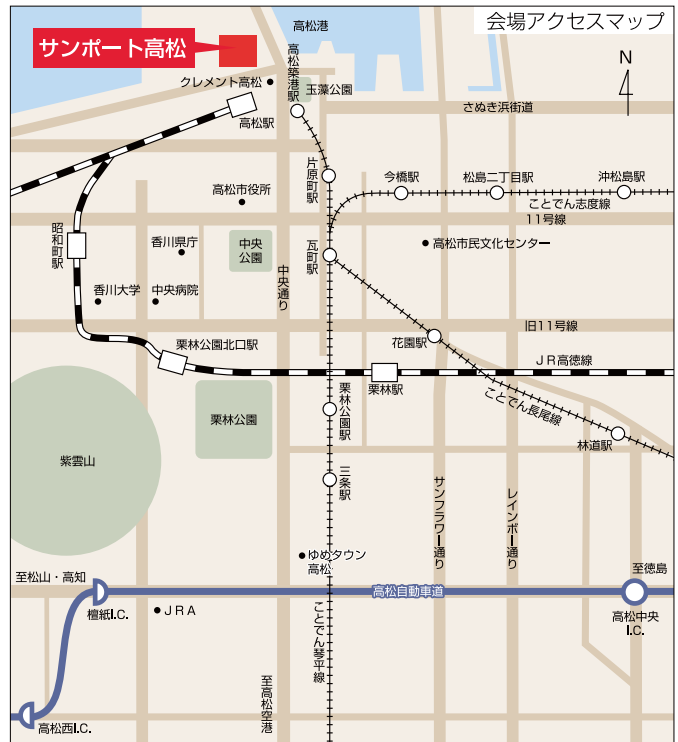 会場アクセスマップ
高松港
サンポート高松
N
高松築港駅
クレメント高松
玉藻公園
高松駅
さぬき浜街道
片原町駅
今橋駅
松島二丁目駅
沖松島駅
高松市役所
ことでん志度線
11号線
昭和町駅
香川県庁
中央
公園
中央通り
瓦町駅
高松市民文化センター
香川大学
中央病院
旧11号線
花園駅
栗林公園北口駅
JR高徳線
栗林駅
ことでん長尾線
栗林公園
栗林公園駅
林道駅
紫雲山
三条駅
サンフラワー通り
レインボー通り
ゆめタウン
高松
至松山・高知
至徳島
高松自動車道
檀紙I.C.
JRA
ことでん琴平線
高松中央
I.C.
至高松空港
高松西I.C.